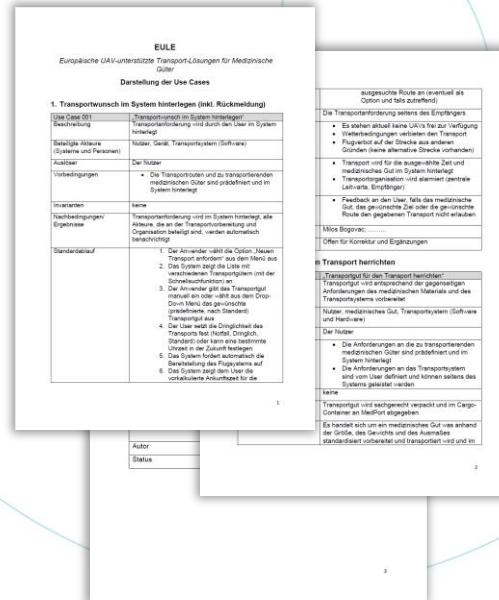 EULE
Europäische UAV-unterstützte Transport-Lösungen für Medizinische
Güter
Darstellung der Use Cases
1. Transportwunsch im System hinterlegen (inkl. Rückmeldung)
Use Case 001 „Transportwunsch im System hinterlegen“
Beschreibung Transportanforderung wird durch den User im System
hinterlegt
Beteiligte Akteure Nutzer, Gerät, Transportsystem (Software)
(Systeme und Personen)
Auslöser Der Nutzer
Vorbedingungen • Die Transportrouten und zu transportierenden
medizinischen Güter sind prädefiniert und im
System hinterlegt
Invarianten keine
Nachbedingungen/ Transportanforderung wird im System hinterlegt, alle
Ergebnisse Akteure, die an der Transportvorbereitung und
Organisation beteiligt sind, werden automatisch
benachrichtigt
Standardablauf 1. Der Anwender wählt die Option „Neuen
Transport anfordern“ aus dem Menü aus
2. Das System zeigt die Liste mit
verschiedenen Transportgütern (mit der
Schnellsuchfunktion) an
3. Der Anwender gibt das Transportgut
manuell ein oder wählt aus dem Drop-
Down Menü das gewünschte
(prädefinierte, nach Standard)
Transportgut aus
4. Der User setzt die Dringlichkeit des
Transports fest (Notfall, Dringlich,
Standard) oder kann eine bestimmte
Uhrzeit in der Zukunft festlegen
5. Das System fordert automatisch die
Bereitstellung des Flugsystems auf
6. Das System zeigt dem User die
vorkalkulierte Ankunftszeit für die
1
ausgesuchte Route an (eventuell als
Option und falls zutreffend)
Die Transportanforderung seitens des Empfängers
• Es stehen aktuell keine UAVs frei zur Verfügung
• Wetterbedingungen verbieten den Transport
• Flugverbot auf der Strecke aus anderen
Gründen (keine alternative Strecke vorhanden)
• Transport wird für die ausgewählte Zeit und
medizinisches Gut im System hinterlegt
• Transportorganisation wird alarmiert (zentrale
Leitwarte, Empfänger)
• Feedback an den User, falls das medizinische
Gut, das gewünschte Ziel oder die gewünschte
Route den gegebenen Transport nicht erlauben
Milos Bogovac, ........
Offen für Korrektur und Ergänzungen
n Transport herrichten
„Transportgut für den Transport herrichten“
Transportgut wird entsprechend der gegenseitigen
Anforderungen des medizinischen Materials und des
Transportsystems vorbereitet
Nutzer, medizinisches Gut, Transportsystem (Software
und Hardware)
Der Nutzer
• Die Anforderungen an die zu transportierenden
medizinischen Güter sind prädefiniert und im
System hinterlegt
• Die Anforderungen an das Transportsystem
sind vom User definiert und können seitens des
Systems geleistet werden
keine
Transportgut wird sachgerecht verpackt und im Cargo-
Container an MedPort abgegeben
Es handelt sich um ein medizinisches Gut was anhand
der Größe, des Gewichts und des Ausmaßes
standardisiert vorbereitet und transportiert wird und im
2
Autor
Status
3